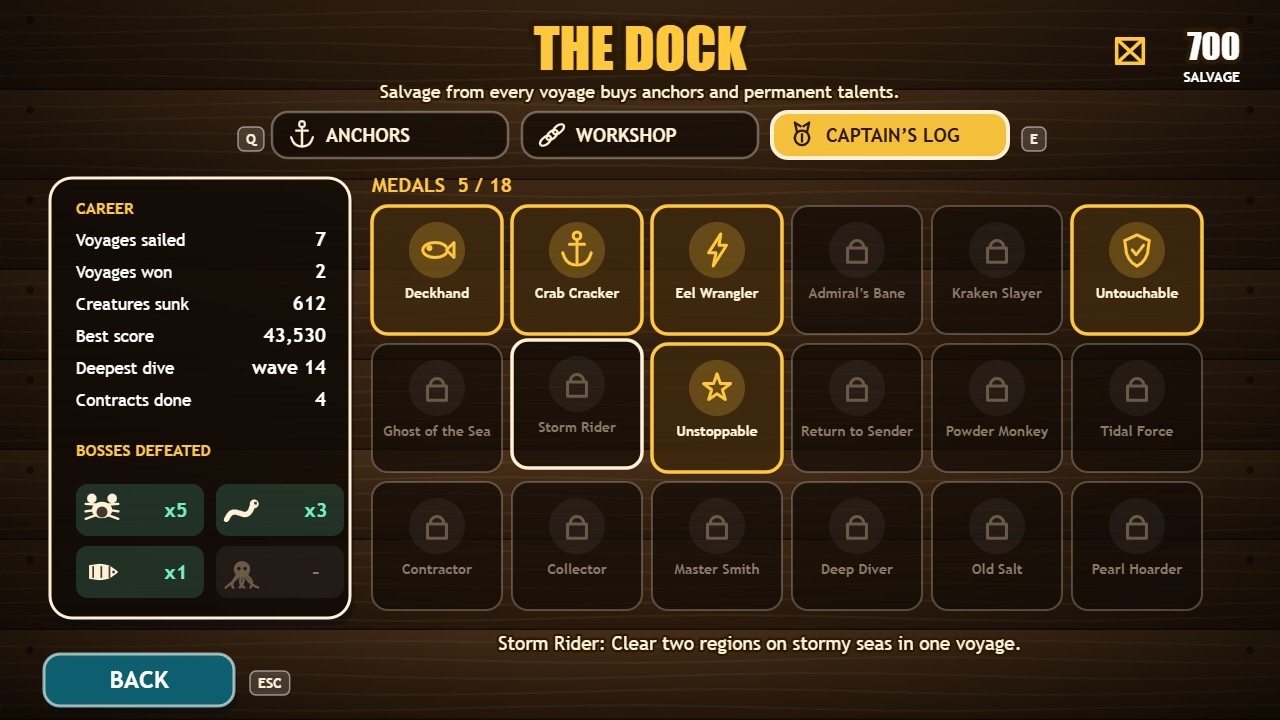 THE DOCK
700
SALVAGE
Salvage from every voyage buys anchors and permanent talents.
Q
ANCHORS
WORKSHOP
CAPTAIN'S LOG
E
CAREER
Voyages sailed 7
Voyages won 2
Creatures sunk 612
Best score 43,530
Deepest dive wave 14
Contracts done 4
BOSSES DEFEATED
x5
x3
x1
-
MEDALS 5 / 18
Deckhand
Crab Cracker
Eel Wrangler
Admiral's Bane
Kraken Slayer
Untouchable
Ghost of the Sea
Storm Rider
Unstoppable
Return to Sender
Powder Monkey
Tidal Force
Contractor
Collector
Master Smith
Deep Diver
Old Salt
Pearl Hoarder
Storm Rider: Clear two regions on stormy seas in one voyage.
BACK
ESC